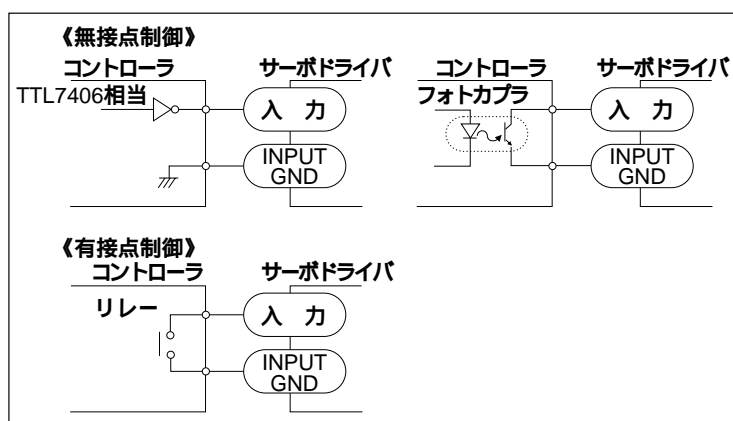 《無接点制御》
コントローラ
サーボドライバ
TTL7406相当
入 力
INPUT
GND
コントローラ
サーボドライバ
フォトカプラ
入 力
INPUT
GND
《有接点制御》
コントローラ
サーボドライバ
リレー
入 力
INPUT
GND